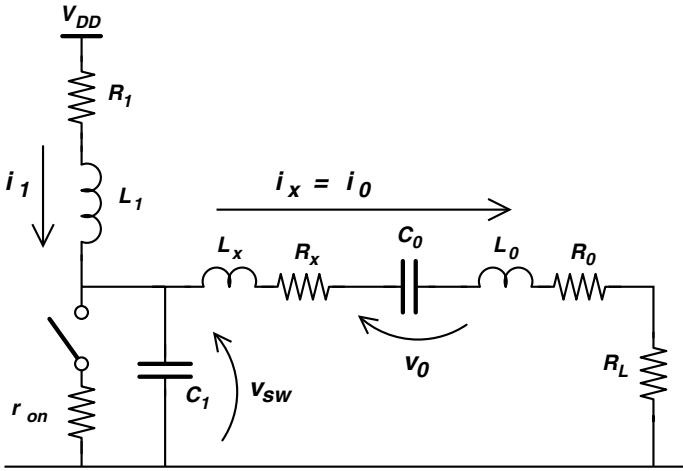 V_DD
R_1
i_1
L_1
i_x = i_0
L_x
R_x
C_0
L_0
R_0
v_0
R_L
C_1
v_sw
r_on